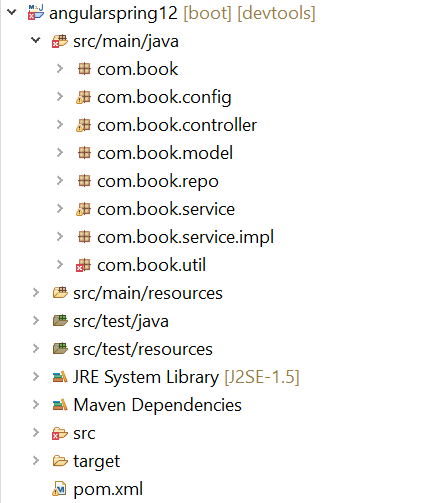 angularspring12 [boot] [devtools]
src/main/java
com.book
com.book.config
com.book.controller
com.book.model
com.book.repo
com.book.service
com.book.service.impl
com.book.util
src/main/resources
src/test/java
src/test/resources
JRE System Library [J2SE-1.5]
Maven Dependencies
src
target
pom.xml